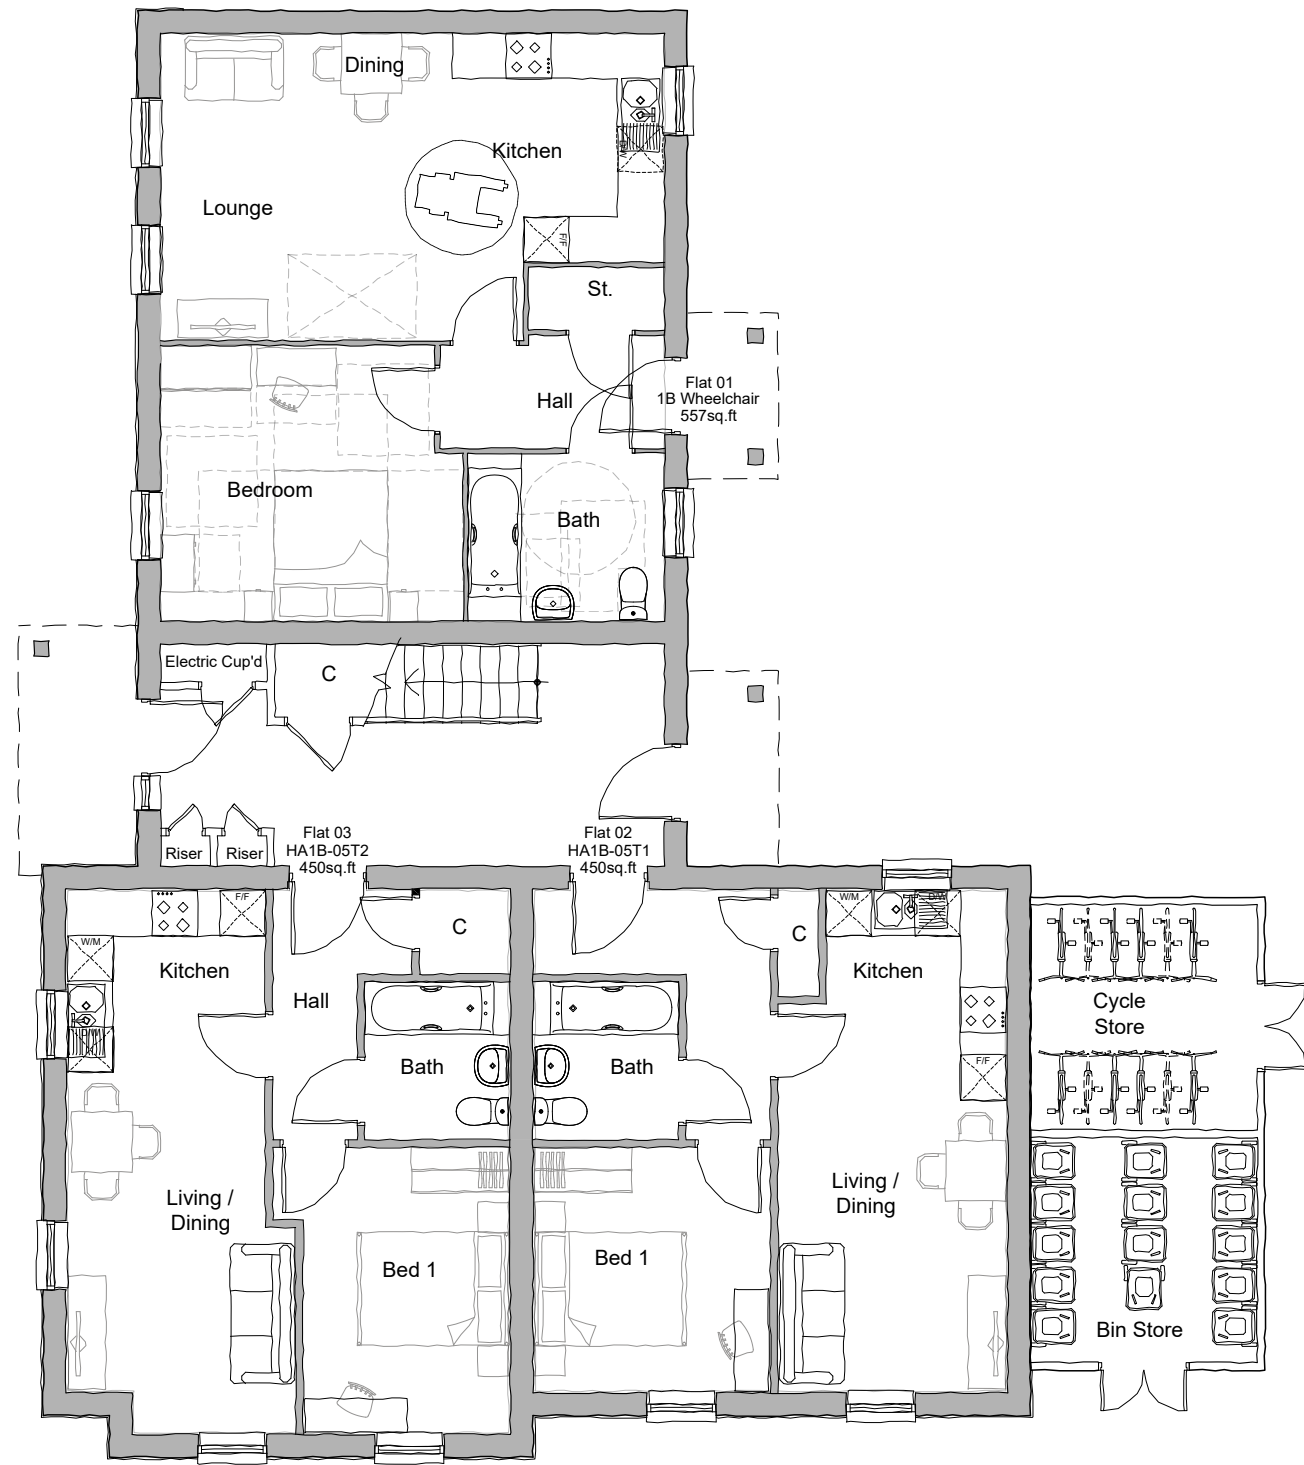 Dining
Kitchen
Lounge
D/W
F/F
St.
Flat 01
1B Wheelchair
557sq.ft
Hall
Bedroom
Bath
Electric Cup'd
C
Flat 03
HA1B-05T2
450sq.ft
Flat 02
HA1B-05T1
450sq.ft
Riser
Riser
F/F
W/M
Kitchen
C
Hall
Bath
Living /
Dining
Bed 1
C
W/M
D/W
Kitchen
F/F
Bath
Living /
Dining
Bed 1
Cycle
Store
Bin Store